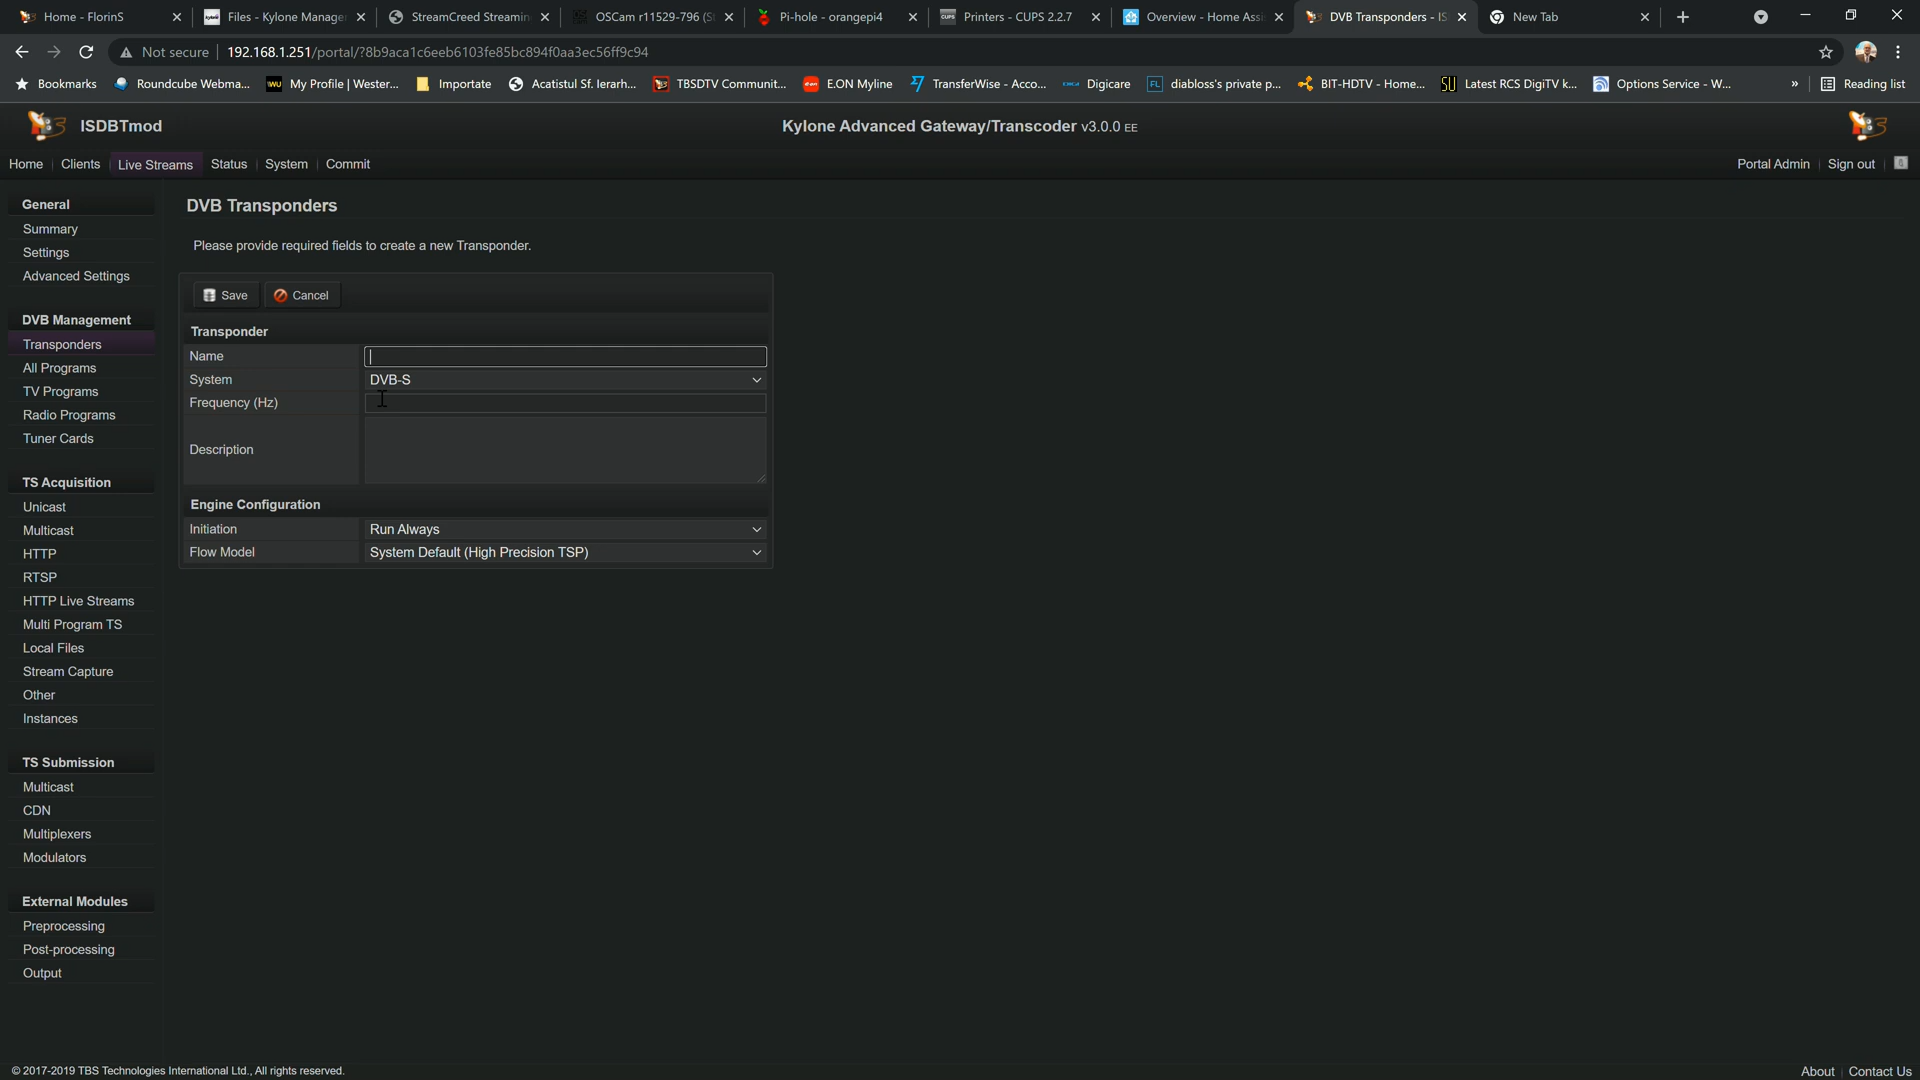 Home - FlorinS
Files - Kylone Manage
StreamCreed Streamin
OSCam r11529-796 (S
Pi-hole - orangepi4
Printers - CUPS 2.2.7
Overview - Home Assi
DVB Transponders - IS
New Tab
Not secure
192.168.1.251/portal/?8b9aca1c6eeb6103fe85bc894f0aa3ec56ff9c94
Bookmarks
Roundcube Webma...
My Profile | Wester...
Importate
Acatistul Sf. Ierarh...
TBSDTV Communit...
E.ON Myline
TransferWise - Acco...
Digicare
diabloss's private p...
BIT-HDTV - Home...
Latest RCS DigiTV k...
Options Service - W...
»
Reading list
ISDBTmod
Kylone Advanced Gateway/Transcoder v3.0.0 EE
Home
Clients
Live Streams
Status
System
Commit
Portal Admin
Sign out
General
Summary
Settings
Advanced Settings
DVB Management
Transponders
All Programs
TV Programs
Radio Programs
Tuner Cards
TS Acquisition
Unicast
Multicast
HTTP
RTSP
HTTP Live Streams
Multi Program TS
Local Files
Stream Capture
Other
Instances
TS Submission
Multicast
CDN
Multiplexers
Modulators
External Modules
Preprocessing
Post-processing
Output
DVB Transponders
Please provide required fields to create a new Transponder.
Save
Cancel
Transponder
Name
System
DVB-S
Frequency (Hz)
Description
Engine Configuration
Initiation
Run Always
Flow Model
System Default (High Precision TSP)
© 2017-2019 TBS Technologies International Ltd., All rights reserved.
About
Contact Us